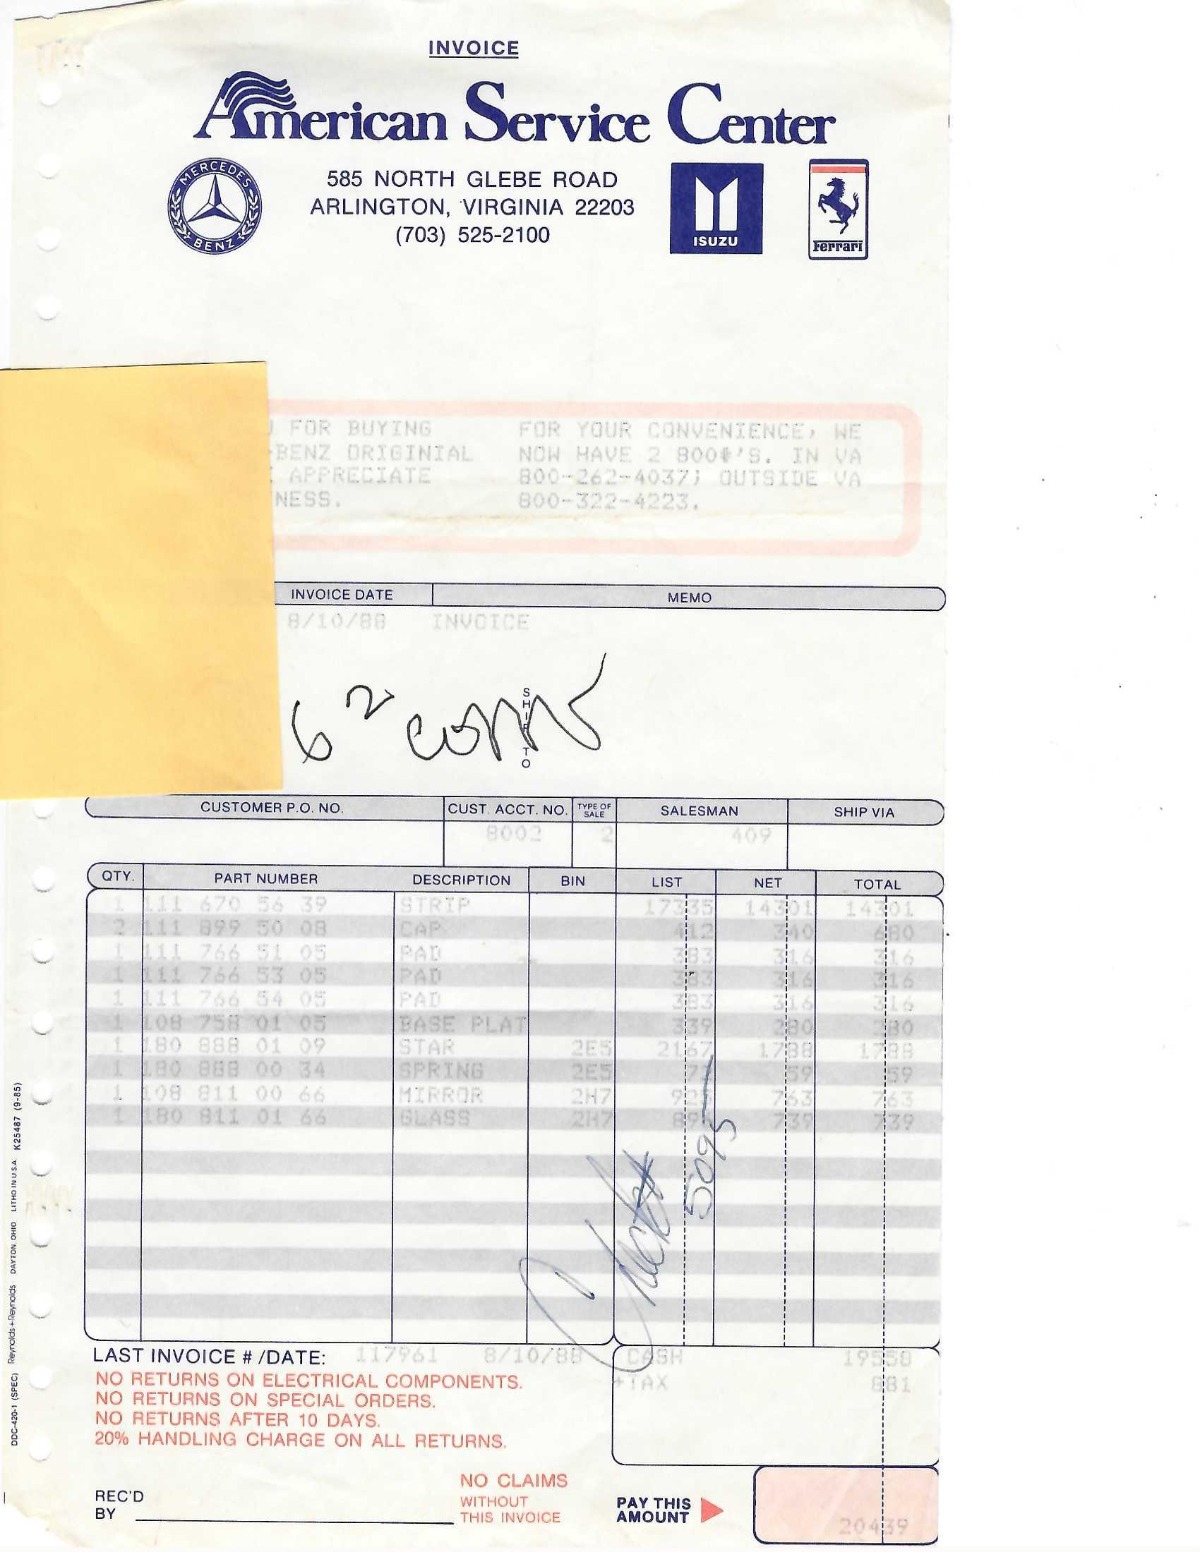 INVOICE
American Service Center
MERCEDES BENZ
585 NORTH GLEBE ROAD
ARLINGTON, VIRGINIA 22203
(703) 525-2100
ISUZU
Ferrari
FOR BUYING FOR YOUR CONVENIENCE, WE
-BENZ ORIGINIAL NOW HAVE 2 800#'S. IN VA
APPRECIATE 800-262-4037; OUTSIDE VA
NESS. 800-322-4223.
INVOICE DATE MEMO
8/10/88 INVOICE
6 2
SHIP TO
CUSTOMER P.O. NO. CUST. ACCT. NO. TYPE OF SALE SALESMAN SHIP VIA
8002 2 409
QTY. PART NUMBER DESCRIPTION BIN LIST NET TOTAL
1 111 670 56 39 STRIP 17335 14301 14301
2 111 899 50 08 CAP 412 340 680
1 111 766 51 05 PAD 383 316 316
1 111 766 53 05 PAD 383 316 316
1 111 766 54 05 PAD 383 316 316
1 108 758 01 05 BASE PLAT 339 280 280
1 180 888 01 09 STAR 2E5 2167 1788 1788
1 180 888 00 34 SPRING 2E5 59 59
1 108 811 00 66 MIRROR 2H7 763 763
1 180 811 01 66 GLASS 2H7 739 739
5095
LAST INVOICE # /DATE: 117961 8/10/88 CASH 19558
+TAX 881
NO RETURNS ON ELECTRICAL COMPONENTS.
NO RETURNS ON SPECIAL ORDERS.
NO RETURNS AFTER 10 DAYS.
20% HANDLING CHARGE ON ALL RETURNS.
REC'D BY
NO CLAIMS
WITHOUT
THIS INVOICE
PAY THIS
AMOUNT
20439
DDC-420-1 (SPEC) Reynolds+Reynolds DAYTON, OHIO LITHO IN U.S.A. K25487 (9-85)